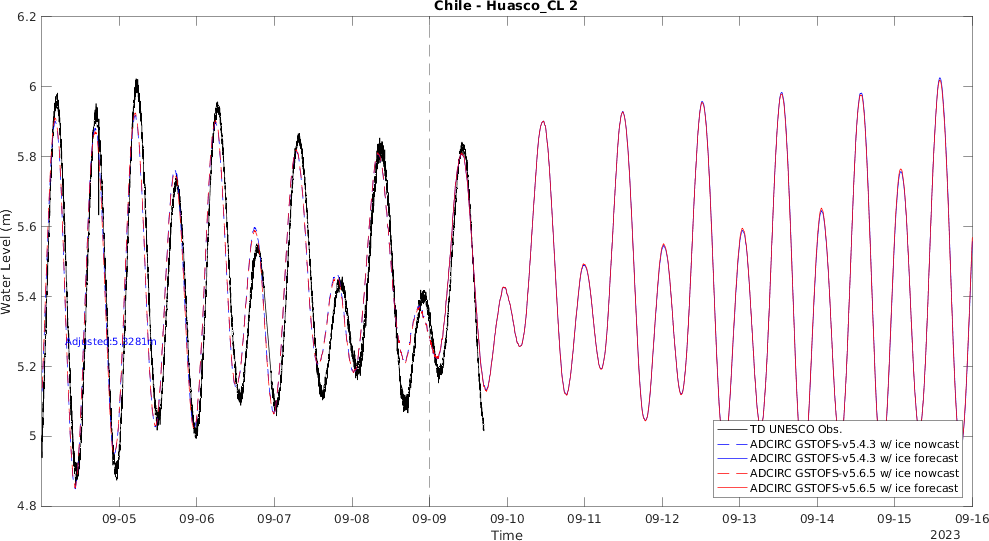 Chile - Huasco_CL 2
6.2
6
5.8
5.6
5.4
5.2
5
4.8
Water Level (m)
Adjusted:5.3281m
TD UNESCO Obs.
ADCIRC GSTOFS-v5.4.3 w/ ice nowcast
ADCIRC GSTOFS-v5.4.3 w/ ice forecast
ADCIRC GSTOFS-v5.6.5 w/ ice nowcast
ADCIRC GSTOFS-v5.6.5 w/ ice forecast
09-05 09-06 09-07 09-08 09-09 09-10 09-11 09-12 09-13 09-14 09-15 09-16
Time
2023